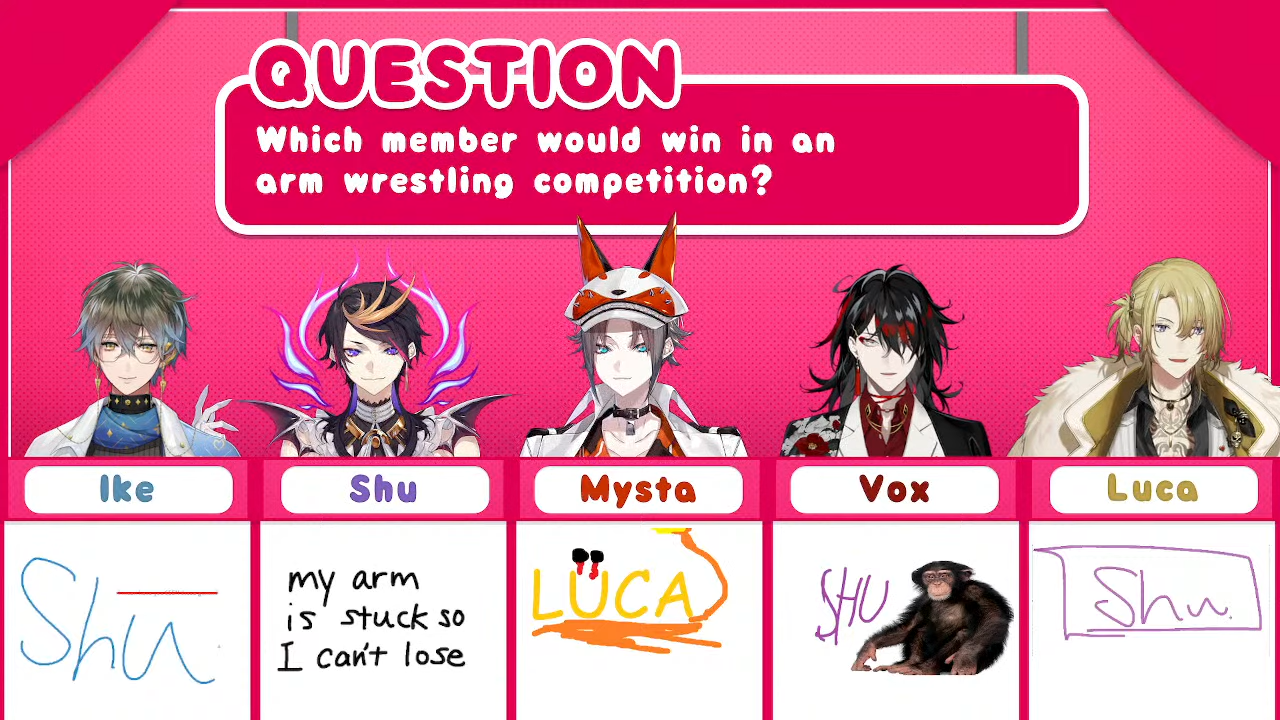 QUESTION
Which member would win in an
arm wrestling competition?
Ike
Shu
Mysta
Vox
Luca
Shu
my arm
is stuck so
I can't lose
LÜCA
SHU
Shu.